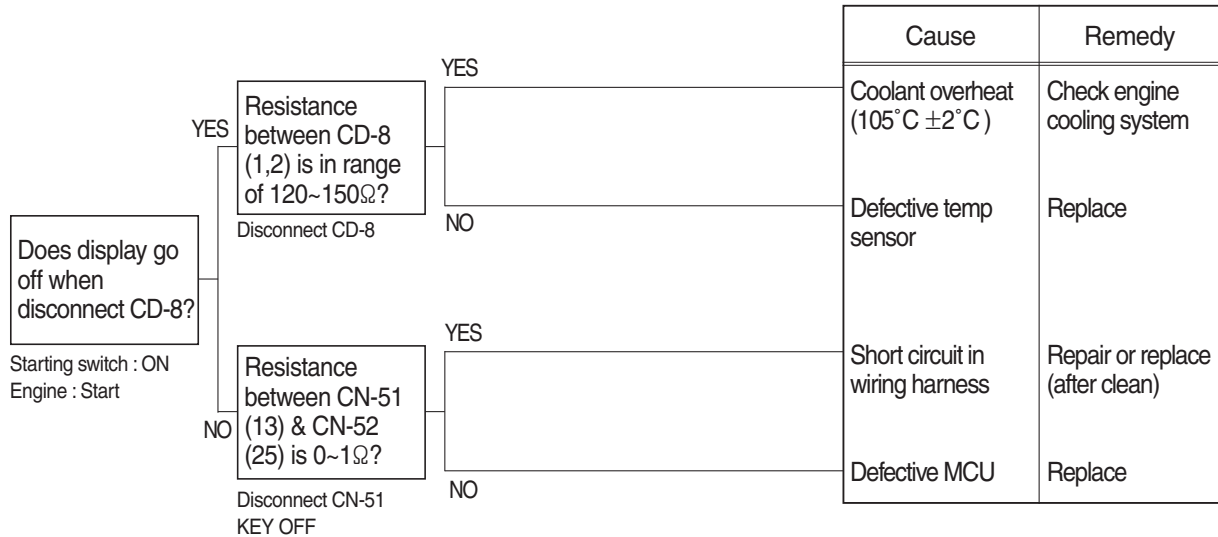 Does display go
off when
disconnect CD-8?
Starting switch : ON
Engine : Start
YES
Resistance
between CD-8
(1,2) is in range
of 120~150Ω?
Disconnect CD-8
YES
NO
NO
Resistance
between CN-51
(13) & CN-52
(25) is 0~1Ω?
Disconnect CN-51
KEY OFF
YES
NO
Cause Remedy
Coolant overheat Check engine
(105˚C ±2˚C ) cooling system
Defective temp Replace
sensor
Short circuit in Repair or replace
wiring harness (after clean)
Defective MCU Replace